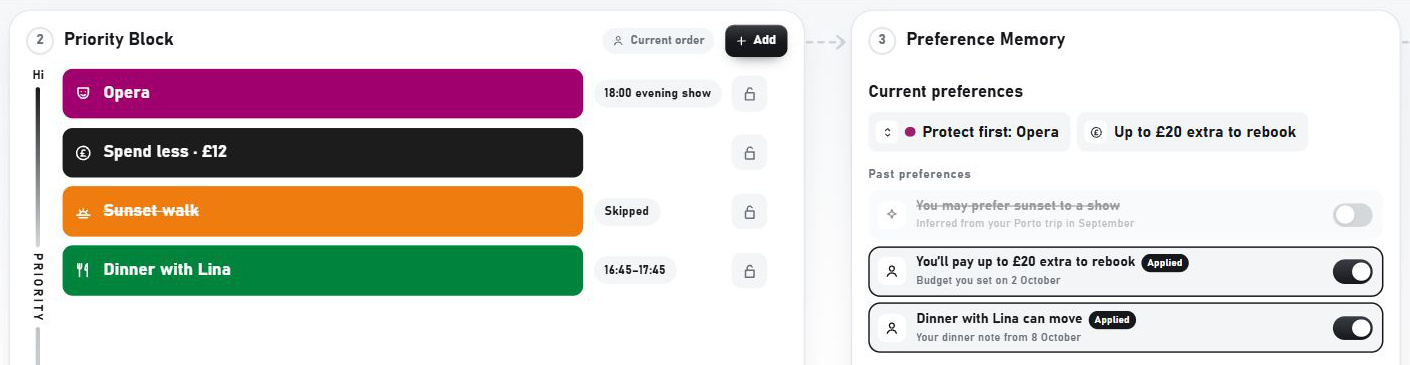 2 Priority Block
Current order
+ Add
Hi
PRIORITY
Opera
18:00 evening show
£ Spend less · £12
Sunset walk
Skipped
Dinner with Lina
16:45–17:45
3 Preference Memory
Current preferences
Protect first: Opera
£ Up to £20 extra to rebook
Past preferences
You may prefer sunset to a show
Inferred from your Porto trip in September
You'll pay up to £20 extra to rebook Applied
Budget you set on 2 October
Dinner with Lina can move Applied
Your dinner note from 8 October